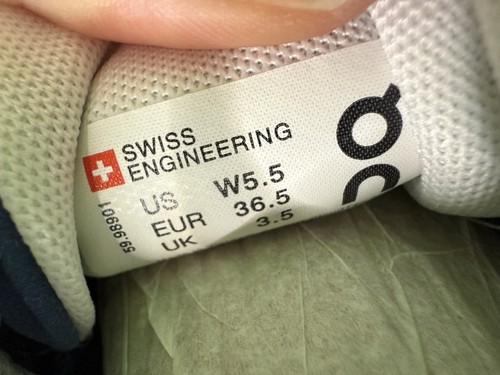 SWISS
ENGINEERING
US W5.5
EUR 36.5
UK 3.5
59.98901